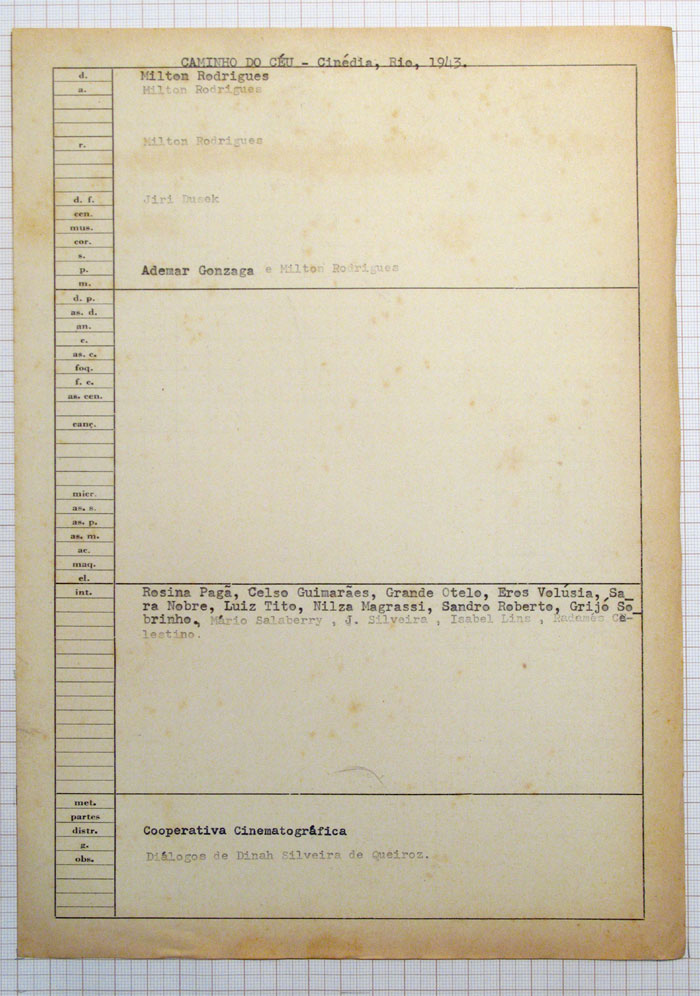 CAMINHO DO CÉU - Cinédia, Rio, 1943.
d. Milton Rodrigues
a. Milton Rodrigues
r. Milton Rodrigues
d. f. Jiri Dusek
cen.
mus.
cor.
s.
p. Ademar Gonzaga e Milton Rodrigues
m.
d. p.
as. d.
an.
c.
as. c.
foq.
f. c.
as. cen.
canç.
micr.
as. s.
as. p.
as. m.
ac.
maq.
el.
int. Rosina Pagã, Celso Guimarães, Grande Otelo, Eros Volúsia, Sa_
ra Nobre, Luiz Tito, Nilza Magrassi, Sandro Roberto, Grijó So_
brinho, Mário Salaberry , J. Silveira , Isabel Lins , Radamés Ce-
lestino.
met.
partes
distr. Cooperativa Cinematográfica
g.
obs. Diálogos de Dinah Silveira de Queiroz.